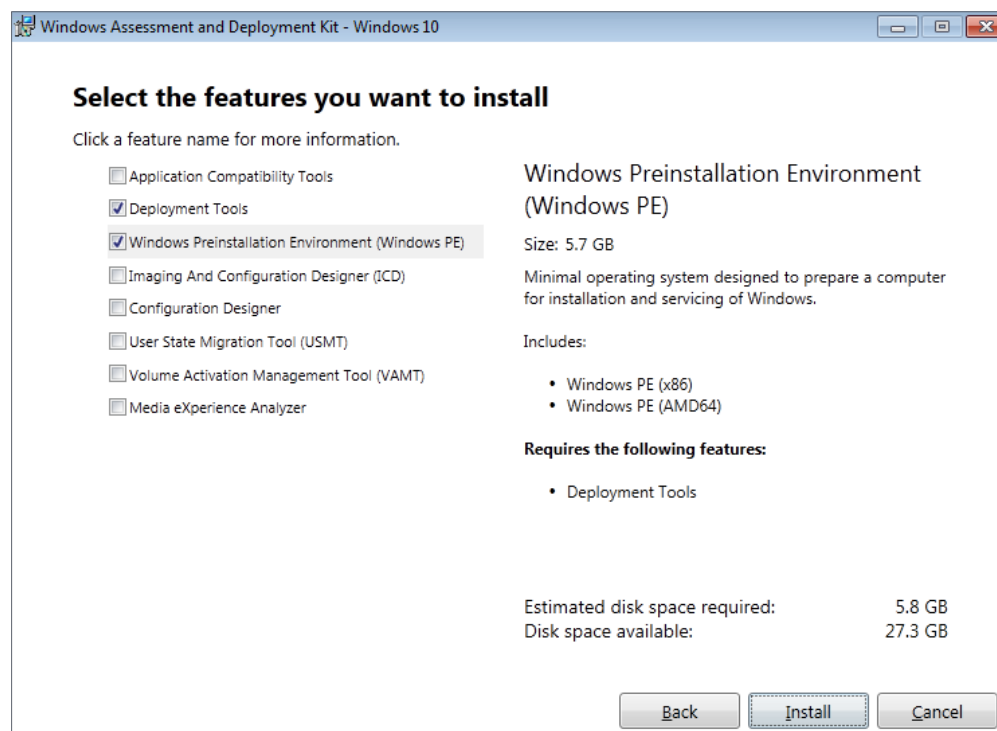 Windows Assessment and Deployment Kit - Windows 10
Select the features you want to install
Click a feature name for more information.
Application Compatibility Tools
Deployment Tools
Windows Preinstallation Environment (Windows PE)
Imaging And Configuration Designer (ICD)
Configuration Designer
User State Migration Tool (USMT)
Volume Activation Management Tool (VAMT)
Media eXperience Analyzer
Windows Preinstallation Environment
(Windows PE)
Size: 5.7 GB
Minimal operating system designed to prepare a computer
for installation and servicing of Windows.
Includes:
• Windows PE (x86)
• Windows PE (AMD64)
Requires the following features:
• Deployment Tools
Estimated disk space required: 5.8 GB
Disk space available: 27.3 GB
Back Install Cancel